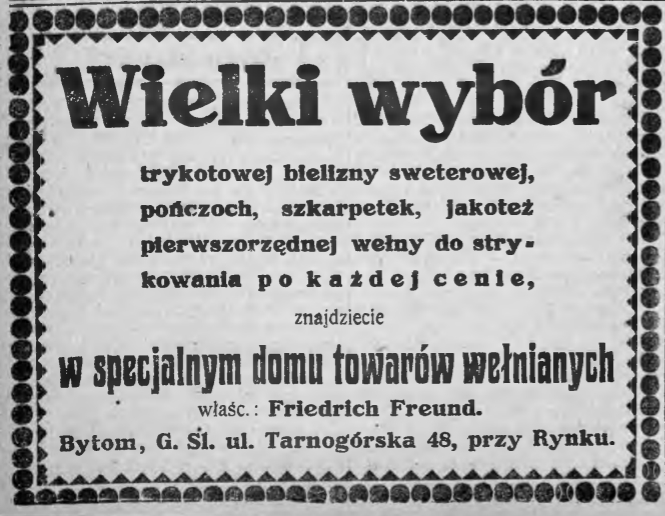 Wielki wybór
trykotowej bielizny sweterowej,
pończoch, szkarpetek, jakoteż
pierwszorzędnej wełny do stry-
kowania po każdej cenie,
znajdziecie
w specjalnym domu towarów wełnianych
właśc.: Friedrich Freund.
Bytom, G. Śl. ul. Tarnogórska 48, przy Rynku.